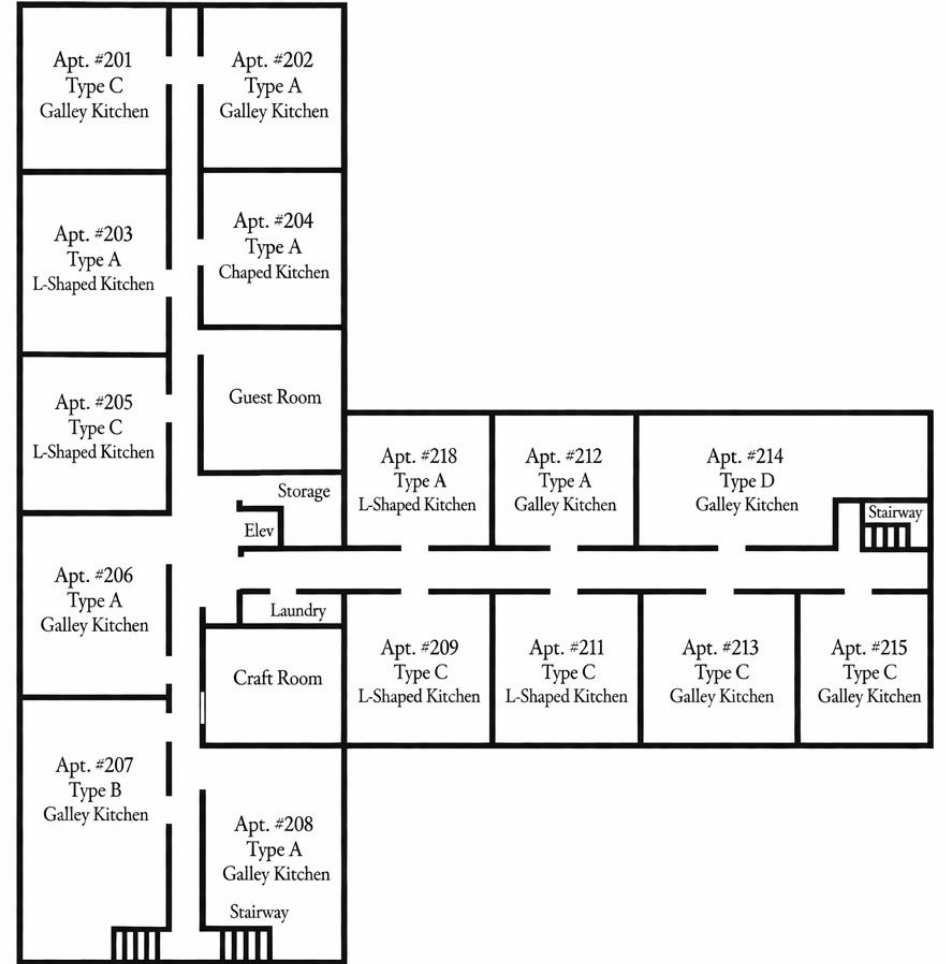 Apt. #201
Type C
Galley Kitchen
Apt. #202
Type A
Galley Kitchen
Apt. #203
Type A
L-Shaped Kitchen
Apt. #204
Type A
Chaped Kitchen
Apt. #205
Type C
L-Shaped Kitchen
Guest Room
Storage
Elev
Apt. #218
Type A
L-Shaped Kitchen
Apt. #212
Type A
Galley Kitchen
Apt. #214
Type D
Galley Kitchen
Stairway
Apt. #206
Type A
Galley Kitchen
Laundry
Craft Room
Apt. #209
Type C
L-Shaped Kitchen
Apt. #211
Type C
L-Shaped Kitchen
Apt. #213
Type C
Galley Kitchen
Apt. #215
Type C
Galley Kitchen
Apt. #207
Type B
Galley Kitchen
Apt. #208
Type A
Galley Kitchen
Stairway